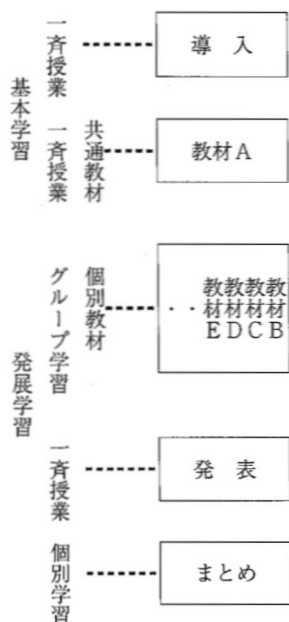 基本学習
一斉授業
導 入
一斉授業
共通教材
教材A
発展学習
グループ学習
個別教材
教材B
教材C
教材D
教材E
・・
一斉授業
発 表
個別学習
まとめ